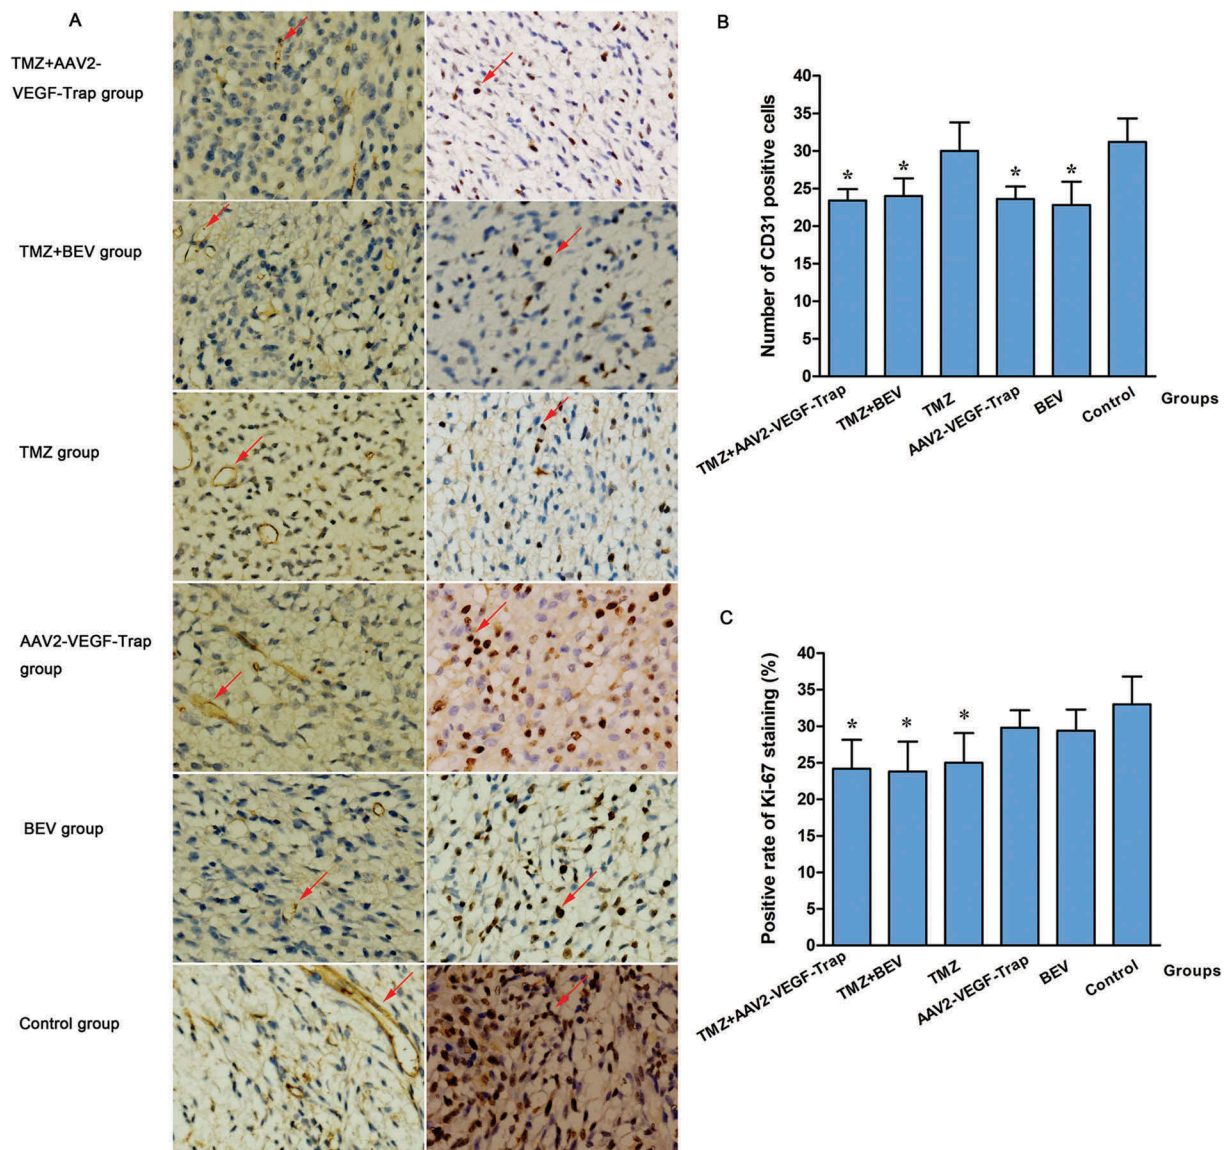 A
TMZ+AAV2-
VEGF-Trap group
TMZ+BEV group
TMZ group
AAV2-VEGF-Trap
group
BEV group
Control group
B
Number of CD31 positive cells
40
35
30
25
20
15
10
5
0
*
*
*
*
TMZ+AAV2-VEGF-Trap
TMZ+BEV
TMZ
AAV2-VEGF-Trap
BEV
Control
Groups
C
Positive rate of Ki-67 staining (%)
40
35
30
25
20
15
10
5
0
*
*
*
TMZ+AAV2-VEGF-Trap
TMZ+BEV
TMZ
AAV2-VEGF-Trap
BEV
Control
Groups